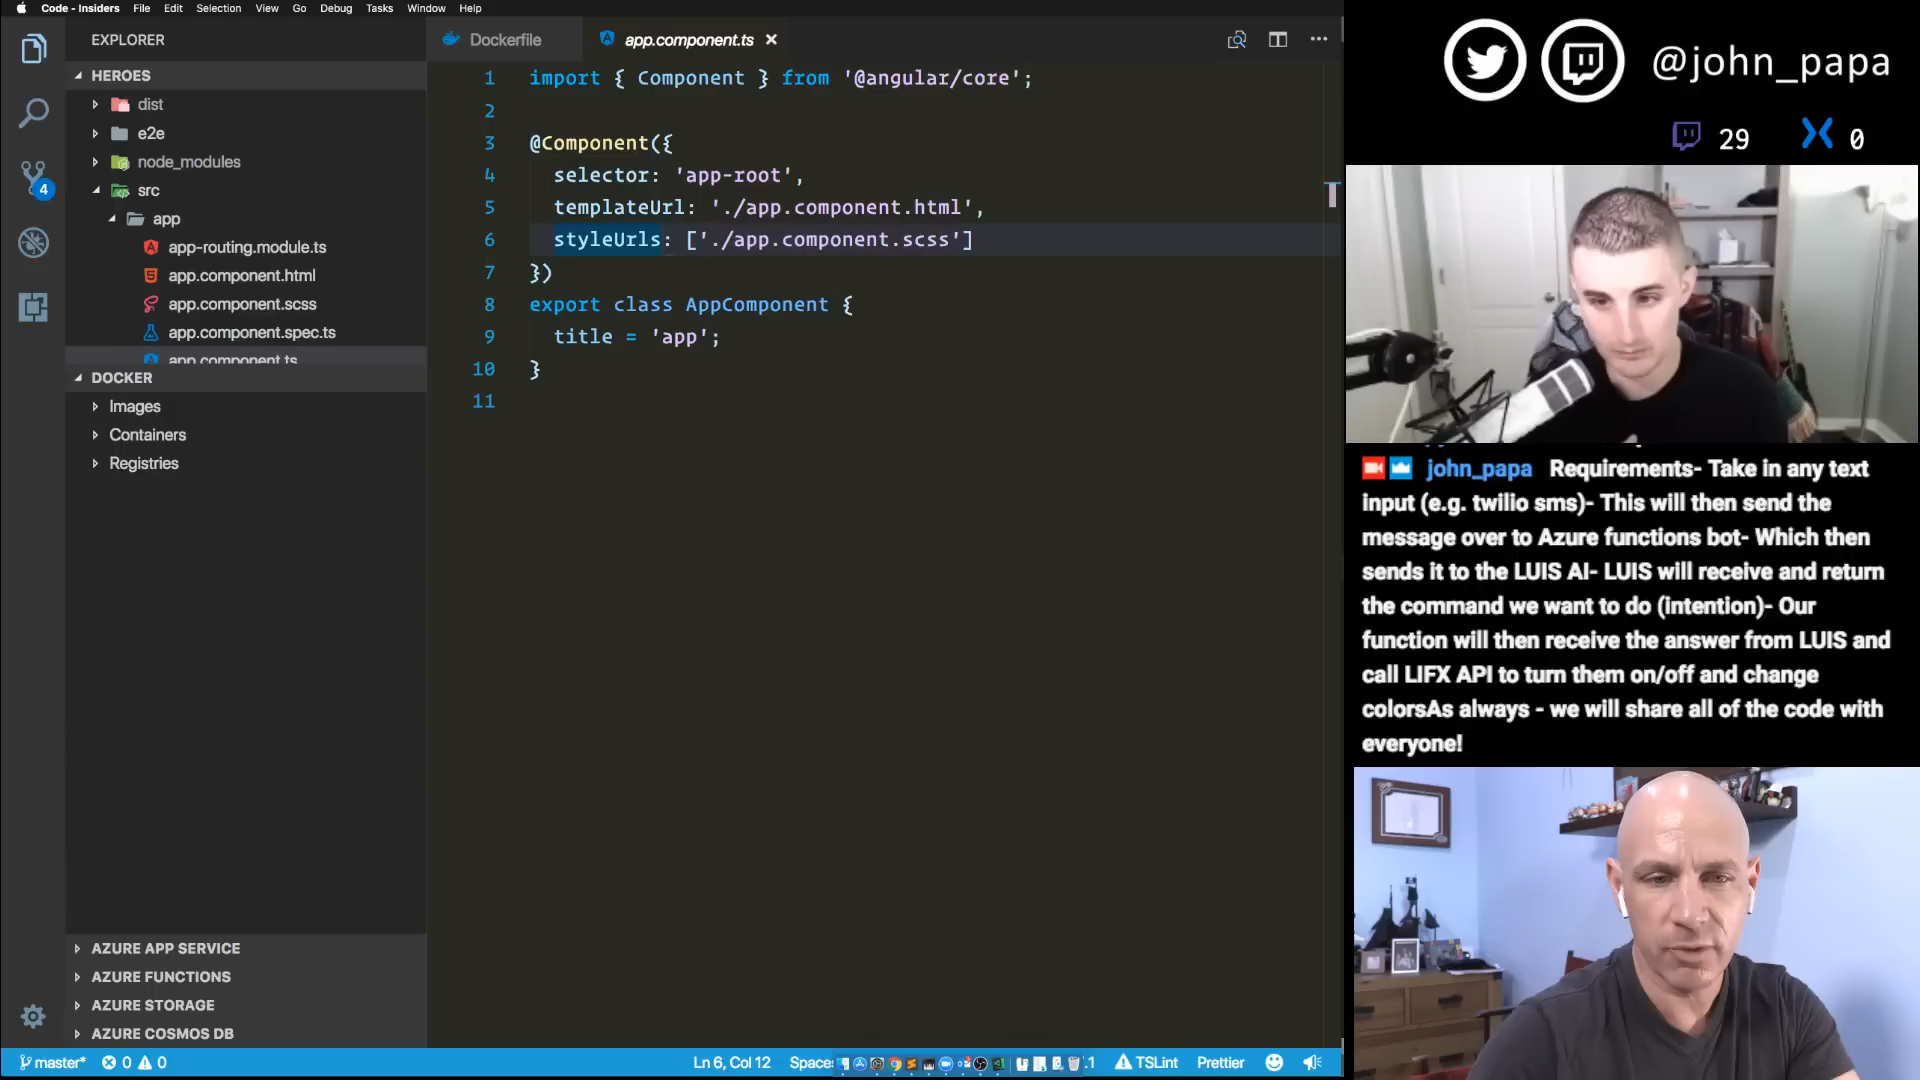 Code - Insiders File Edit Selection View Go Debug Tasks Window Help
EXPLORER
HEROES
dist
e2e
node_modules
src
app
app-routing.module.ts
app.component.html
app.component.scss
app.component.spec.ts
app.component.ts
DOCKER
Images
Containers
Registries
AZURE APP SERVICE
AZURE FUNCTIONS
AZURE STORAGE
AZURE COSMOS DB
4
Dockerfile app.component.ts
1 import { Component } from '@angular/core';
2
3 @Component({
4 selector: 'app-root',
5 templateUrl: './app.component.html',
6 styleUrls: ['./app.component.scss']
7 })
8 export class AppComponent {
9 title = 'app';
10 }
11
master* 0 0 Ln 6, Col 12 Spaces .1 TSLint Prettier
@john_papa
29 0
john_papa Requirements- Take in any text
input (e.g. twilio sms)- This will then send the
message over to Azure functions bot- Which then
sends it to the LUIS AI- LUIS will receive and return
the command we want to do (intention)- Our
function will then receive the answer from LUIS and
call LIFX API to turn them on/off and change
colorsAs always - we will share all of the code with
everyone!